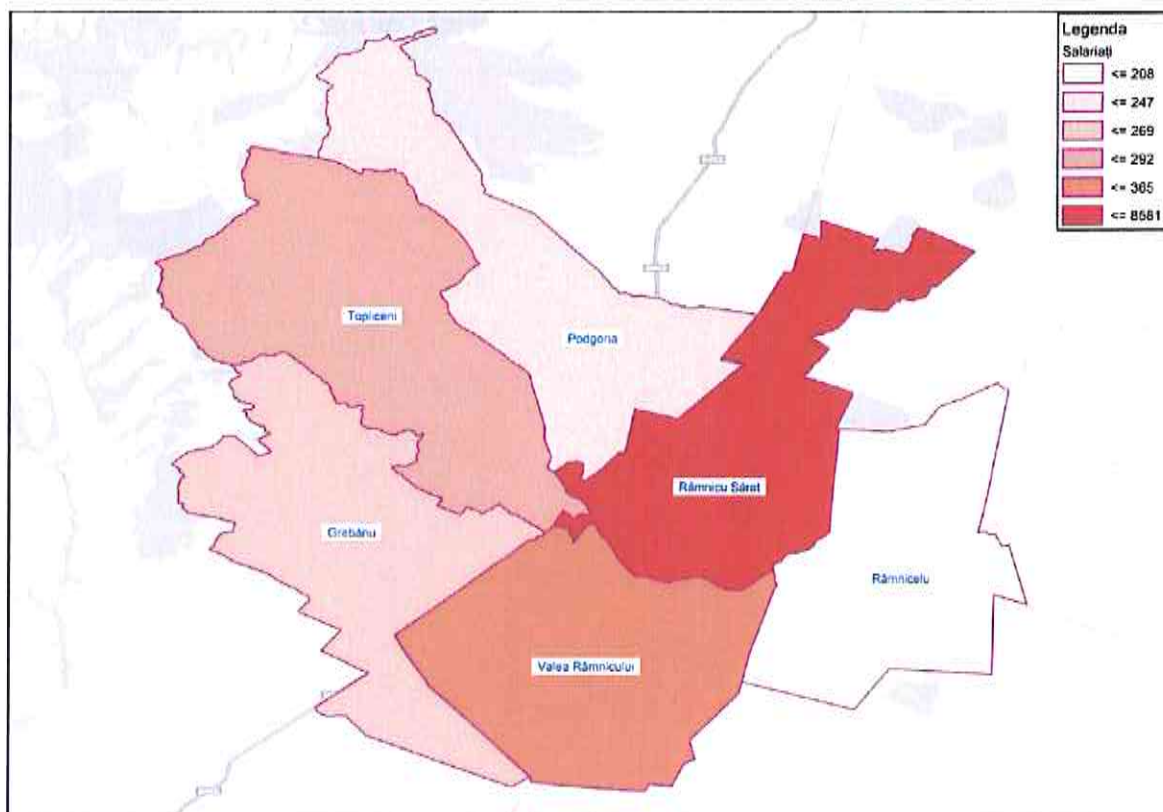 Legenda
Salariați
<= 208
<= 247
<= 269
<= 292
<= 365
<= 8581
Topliceni
Podgoria
Râmnicu Sărat
Grebănu
Râmnicelu
Valea Râmnicului